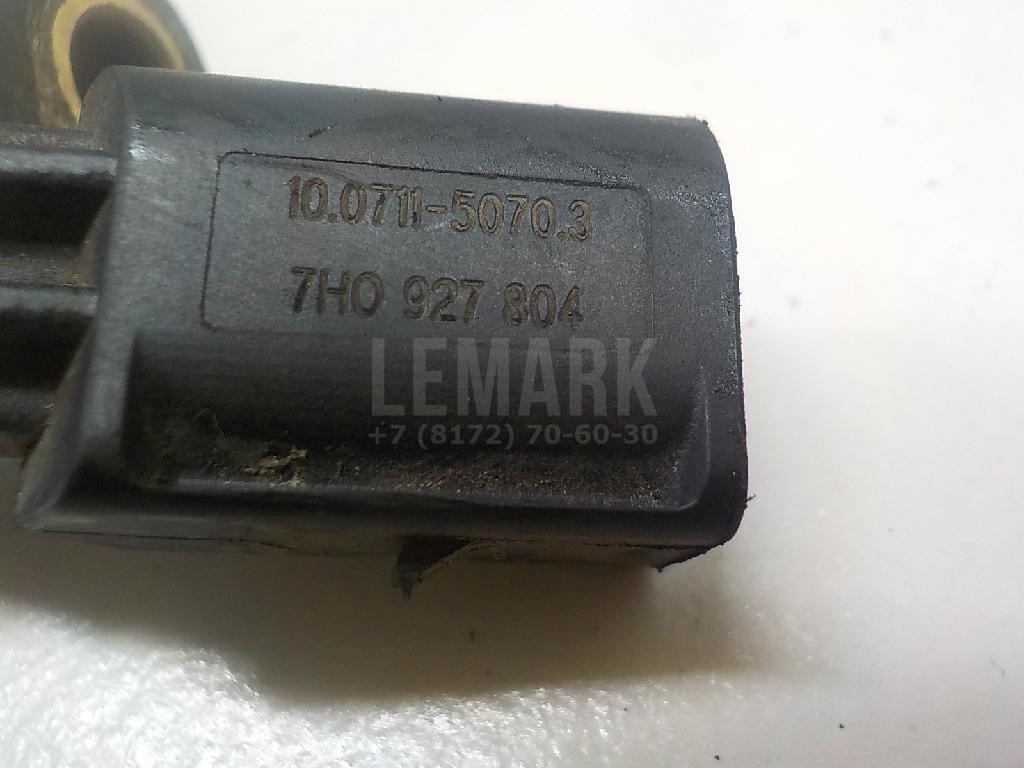 10.0711-5070.3
7H0 927 804
LEMARK
+7 (8172) 70-60-30